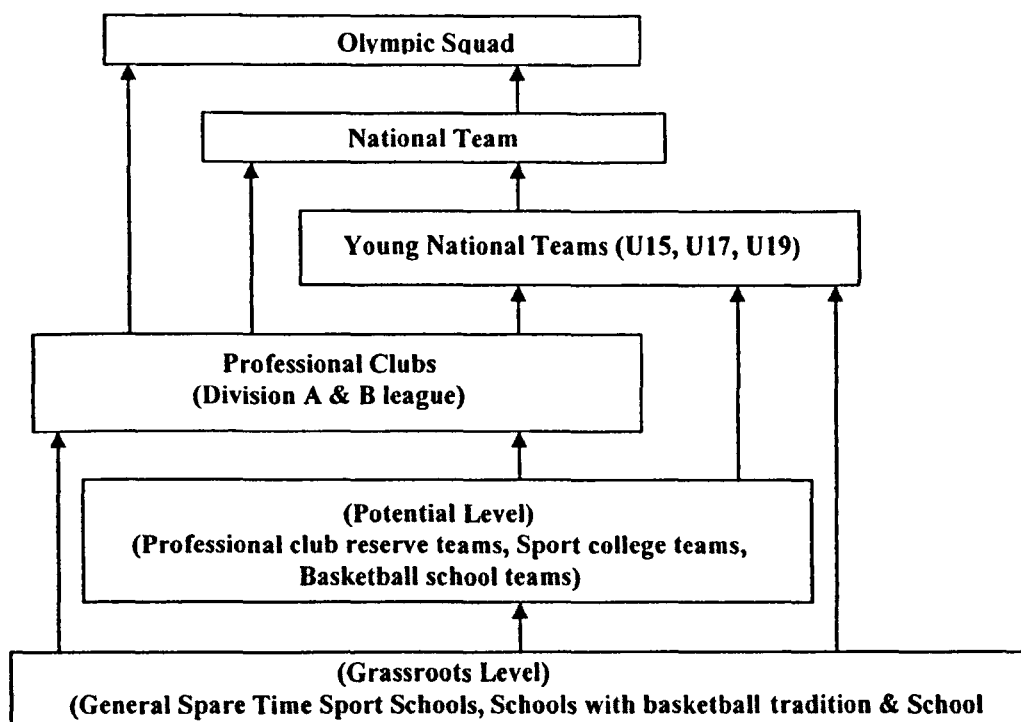 Olympic Squad
National Team
Young National Teams (U15, U17, U19)
Professional Clubs
(Division A & B league)
(Potential Level)
(Professional club reserve teams, Sport college teams,
Basketball school teams)
(Grassroots Level)
(General Spare Time Sport Schools, Schools with basketball tradition & School